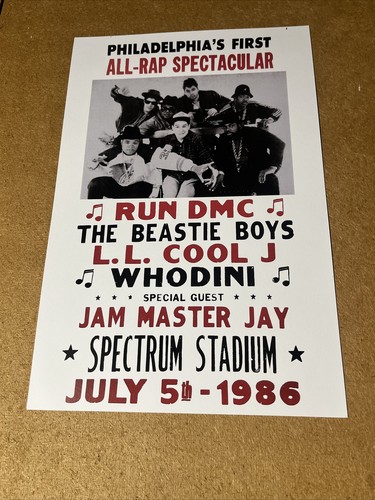 PHILADELPHIA'S FIRST
ALL-RAP SPECTACULAR
RUN DMC
THE BEASTIE BOYS
L.L. COOL J
WHODINI
SPECIAL GUEST
JAM MASTER JAY
SPECTRUM STADIUM
JULY 5th - 1986